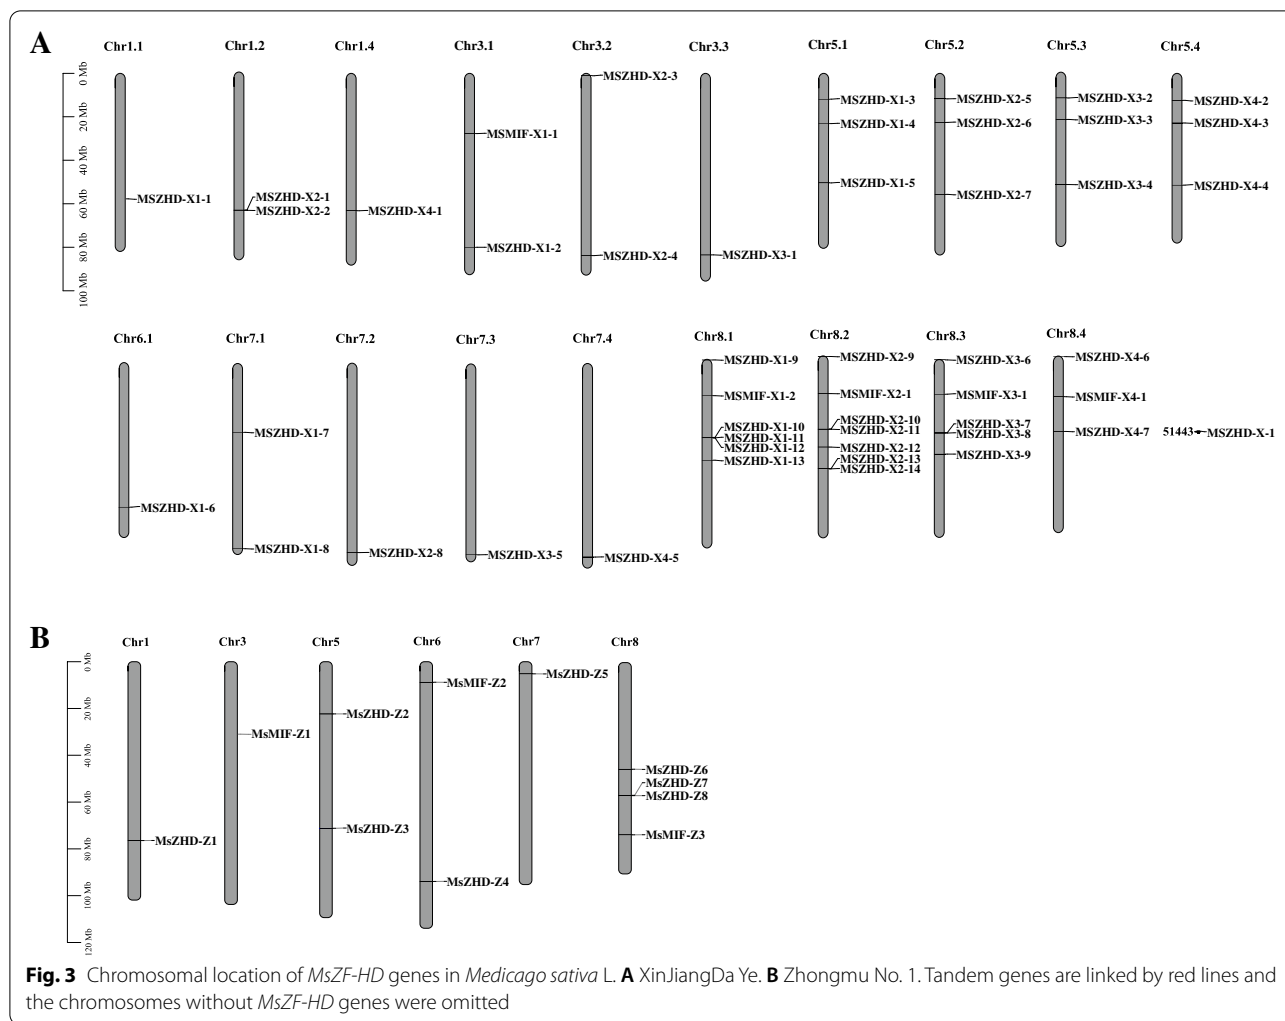 A
Chr1.1 Chr1.2 Chr1.4 Chr3.1 Chr3.2 Chr3.3 Chr5.1 Chr5.2 Chr5.3 Chr5.4
0 Mb
20 Mb
40 Mb
60 Mb
80 Mb
100 Mb
MSZHD-X1-1
MSZHD-X2-1
MSZHD-X2-2
MSZHD-X4-1
MSMIF-X1-1
MSZHD-X1-2
MSZHD-X2-3
MSZHD-X2-4
MSZHD-X3-1
MSZHD-X1-3
MSZHD-X1-4
MSZHD-X1-5
MSZHD-X2-5
MSZHD-X2-6
MSZHD-X2-7
MSZHD-X3-2
MSZHD-X3-3
MSZHD-X3-4
MSZHD-X4-2
MSZHD-X4-3
MSZHD-X4-4
Chr6.1 Chr7.1 Chr7.2 Chr7.3 Chr7.4 Chr8.1 Chr8.2 Chr8.3 Chr8.4
MSZHD-X1-6
MSZHD-X1-7
MSZHD-X1-8
MSZHD-X2-8
MSZHD-X3-5
MSZHD-X4-5
MSZHD-X1-9
MSMIF-X1-2
MSZHD-X1-10
MSZHD-X1-11
MSZHD-X1-12
MSZHD-X1-13
MSZHD-X2-9
MSMIF-X2-1
MSZHD-X2-10
MSZHD-X2-11
MSZHD-X2-12
MSZHD-X2-13
MSZHD-X2-14
MSZHD-X3-6
MSMIF-X3-1
MSZHD-X3-7
MSZHD-X3-8
MSZHD-X3-9
MSZHD-X4-6
MSMIF-X4-1
MSZHD-X4-7
51443 MSZHD-X-1
B
Chr1 Chr3 Chr5 Chr6 Chr7 Chr8
0 Mb
20 Mb
40 Mb
60 Mb
80 Mb
100 Mb
120 Mb
MsZHD-Z1
MsMIF-Z1
MsZHD-Z2
MsZHD-Z3
MsMIF-Z2
MsZHD-Z4
MsZHD-Z5
MsZHD-Z6
MsZHD-Z7
MsZHD-Z8
MsMIF-Z3
Fig. 3 Chromosomal location of MsZF-HD genes in Medicago sativa L. A XinJiangDa Ye. B Zhongmu No. 1. Tandem genes are linked by red lines and
the chromosomes without MsZF-HD genes were omitted